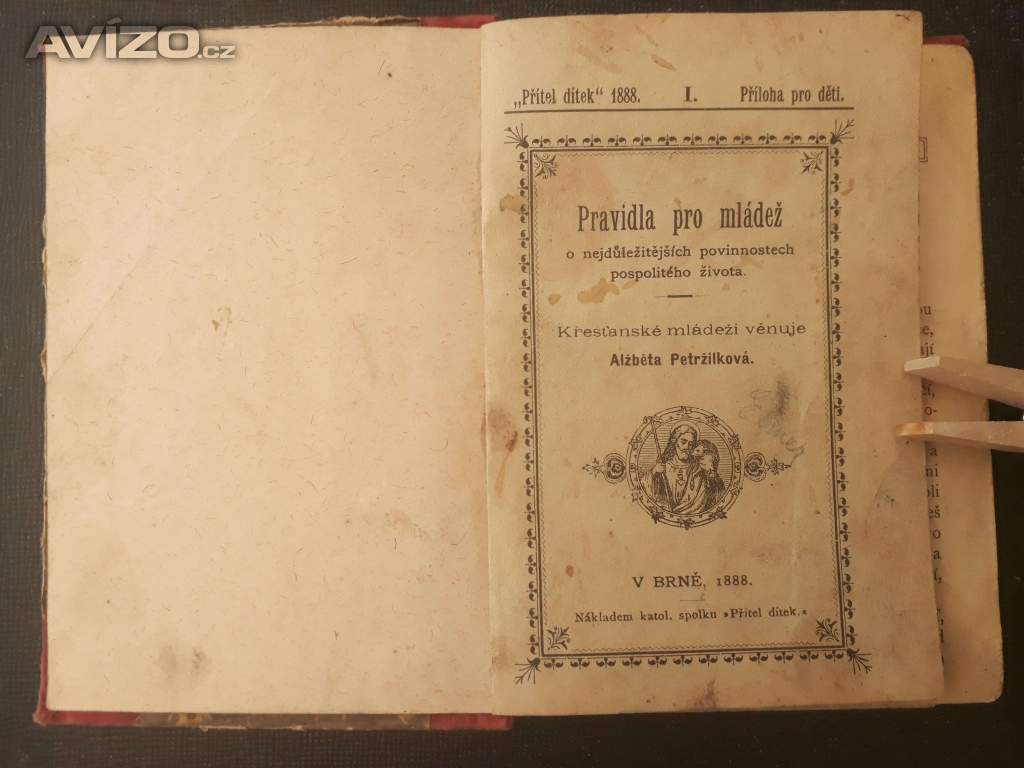 AVÍZO.cz
„Přítel dítek“ 1888. I. Příloha pro děti.
Pravidla pro mládež
o nejdůležitějších povinnostech
pospolitého života.
Křesťanské mládeži věnuje
Alžběta Petržilková.
V BRNĚ, 1888.
Nákladem katol. spolku »Přítel dítek.«